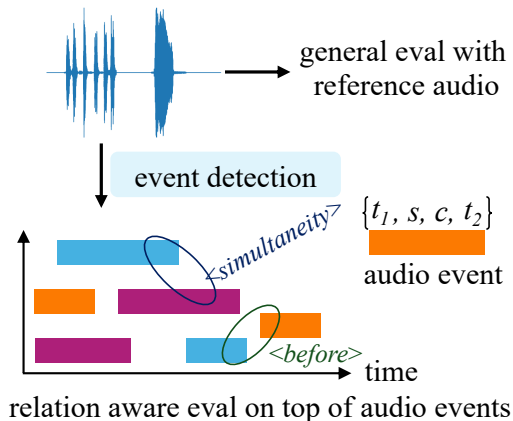 general eval with
reference audio
event detection
<simultaneity>
{t₁, s, c, t₂}
audio event
<before>
time
relation aware eval on top of audio events